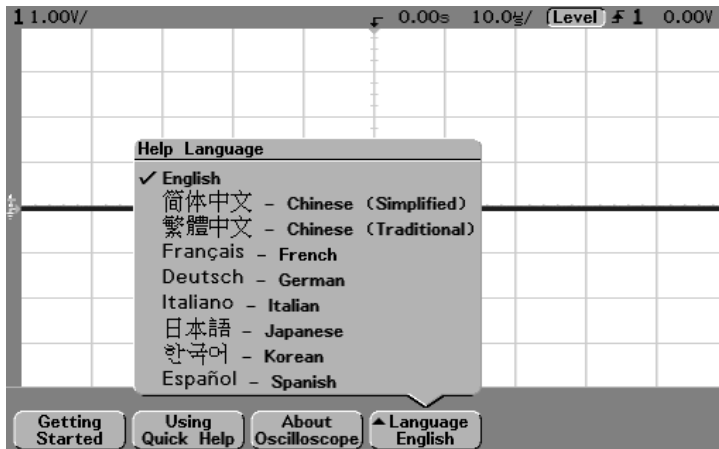 1 1.00V/ 0.00s 10.0㎱/ Level 1 0.00V
Help Language
✓ English
简体中文 - Chinese (Simplified)
繁體中文 - Chinese (Traditional)
Français - French
Deutsch - German
Italiano - Italian
日本語 - Japanese
한국어 - Korean
Español - Spanish
Getting Started
Using Quick Help
About Oscilloscope
Language English